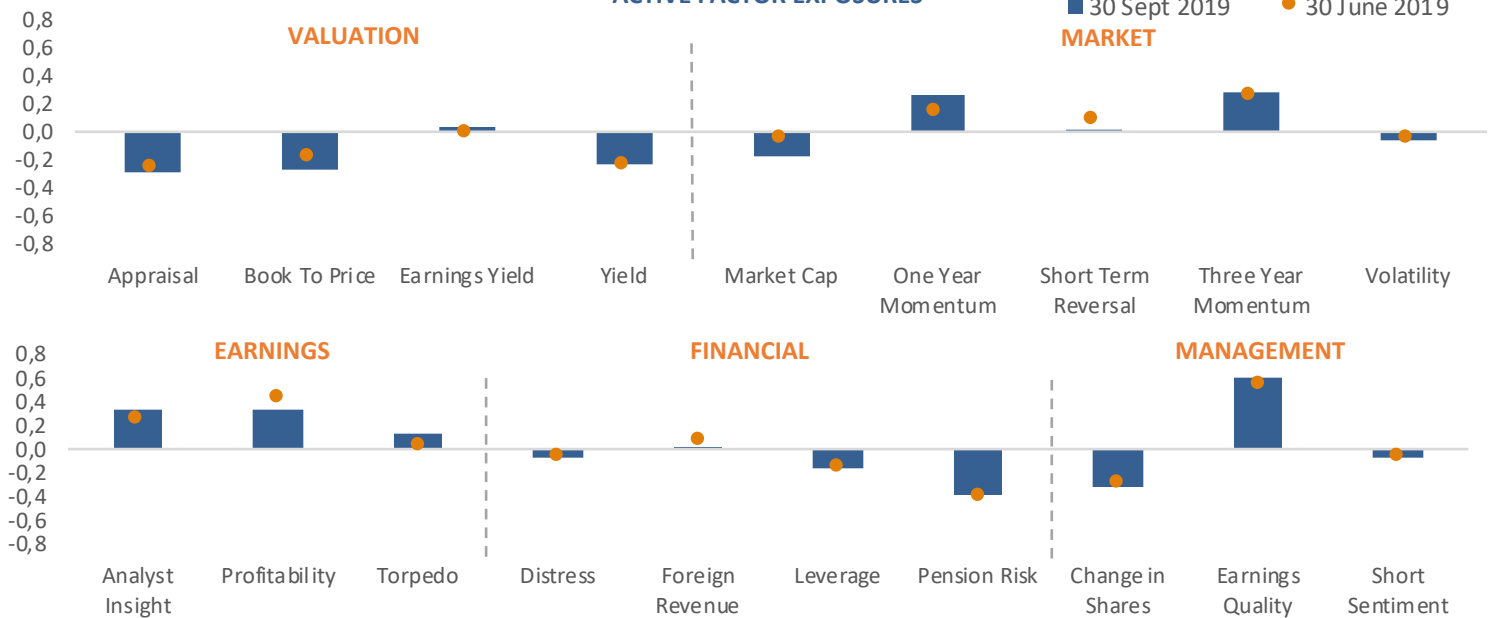 ACTIVE FACTOR EXPOSURES
30 Sept 2019
30 June 2019
VALUATION
MARKET
0,8
0,6
0,4
0,2
0,0
-0,2
-0,4
-0,6
-0,8
Appraisal
Book To Price
Earnings Yield
Yield
Market Cap
One Year
Momentum
Short Term
Reversal
Three Year
Momentum
Volatility
EARNINGS
FINANCIAL
MANAGEMENT
0,8
0,6
0,4
0,2
0,0
-0,2
-0,4
-0,6
-0,8
Analyst
Insight
Profitability
Torpedo
Distress
Foreign
Revenue
Leverage
Pension Risk
Change in
Shares
Earnings
Quality
Short
Sentiment